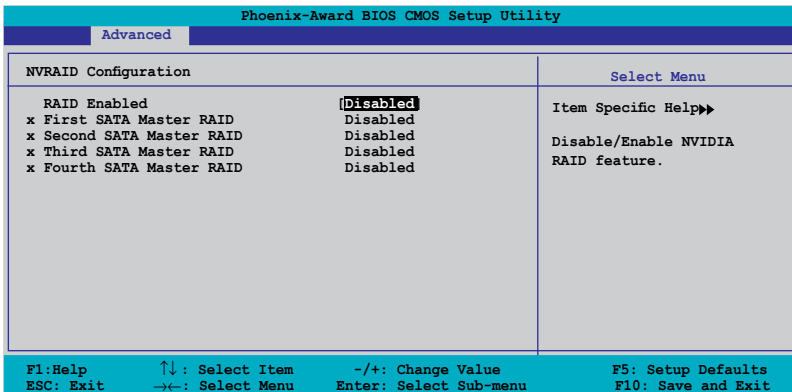 Phoenix-Award BIOS CMOS Setup Utility
Advanced
NVRAID Configuration
Select Menu
RAID Enabled [Disabled]
x First SATA Master RAID Disabled
x Second SATA Master RAID Disabled
x Third SATA Master RAID Disabled
x Fourth SATA Master RAID Disabled
Item Specific Help▸▸
Disable/Enable NVIDIA
RAID feature.
F1:Help ↑↓: Select Item -/+: Change Value F5: Setup Defaults
ESC: Exit →←: Select Menu Enter: Select Sub-menu F10: Save and Exit